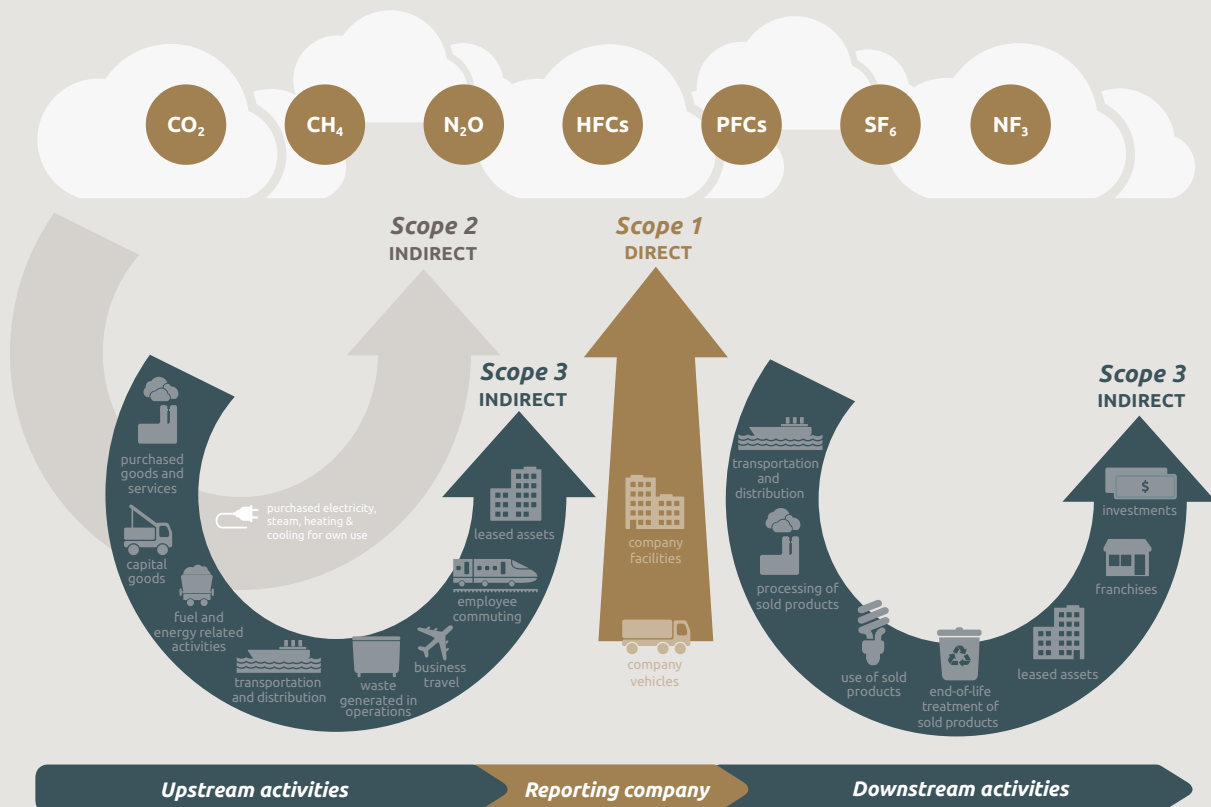 CO₂
CH₄
N₂O
HFCs
PFCs
SF₆
NF₃
Scope 2
INDIRECT
Scope 1
DIRECT
Scope 3
INDIRECT
Scope 3
INDIRECT
purchased
goods and
services
capital
goods
fuel and
energy related
activities
transportation
and distribution
waste
generated in
operations
business
travel
employee
commuting
leased assets
purchased electricity,
steam, heating &
cooling for own use
company
facilities
company
vehicles
transportation
and
distribution
processing of
sold products
use of sold
products
end-of-life
treatment of
sold products
leased assets
franchises
$
investments
Upstream activities
Reporting company
Downstream activities